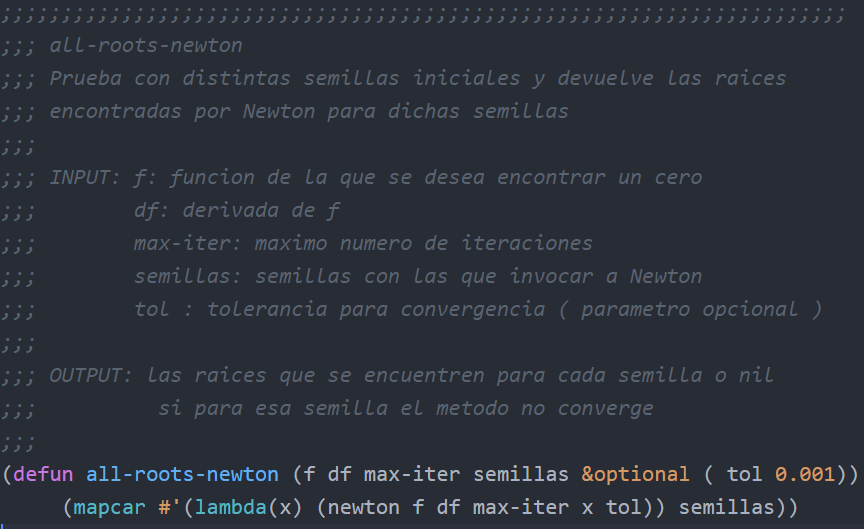 ;;;;;;;;;;;;;;;;;;;;;;;;;;;;;;;;;;;;;;;;;;;;;;;;;;;;;;;;;;;;;;;;;;;;;;
;;; all-roots-newton
;;; Prueba con distintas semillas iniciales y devuelve las raices
;;; encontradas por Newton para dichas semillas
;;;
;;; INPUT: f: funcion de la que se desea encontrar un cero
;;;        df: derivada de f
;;;        max-iter: maximo numero de iteraciones
;;;        semillas: semillas con las que invocar a Newton
;;;        tol : tolerancia para convergencia ( parametro opcional )
;;;
;;; OUTPUT: las raices que se encuentren para cada semilla o nil
;;;          si para esa semilla el metodo no converge
;;;
(defun all-roots-newton (f df max-iter semillas &optional ( tol 0.001))
     (mapcar #'(lambda(x) (newton f df max-iter x tol)) semillas))